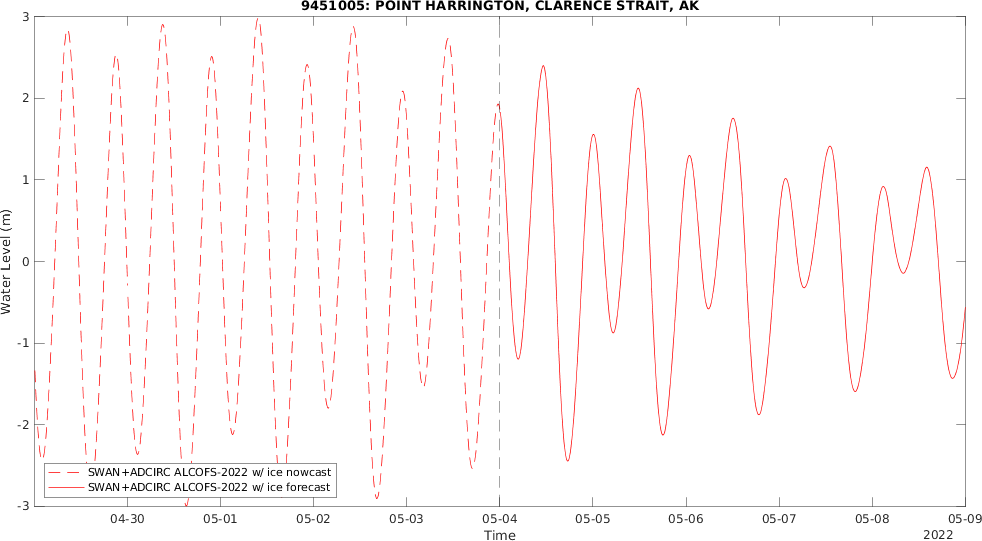 9451005: POINT HARRINGTON, CLARENCE STRAIT, AK
3
2
1
0
-1
-2
-3
Water Level (m)
SWAN+ADCIRC ALCOFS-2022 w/ ice nowcast
SWAN+ADCIRC ALCOFS-2022 w/ ice forecast
04-30 05-01 05-02 05-03 05-04 05-05 05-06 05-07 05-08 05-09
Time
2022